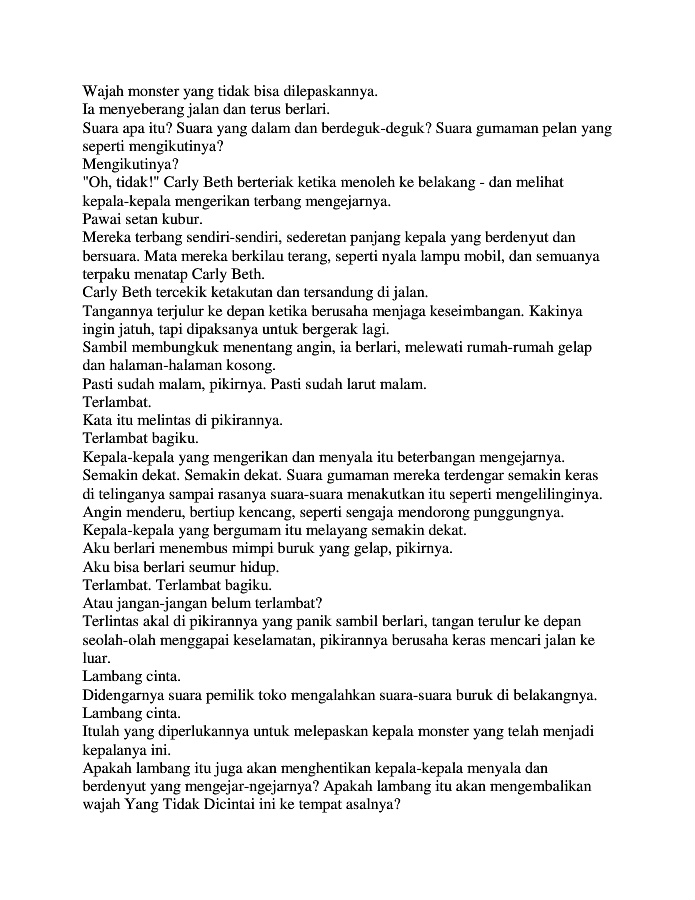 Wajah monster yang tidak bisa dilepaskannya.
Ia menyeberang jalan dan terus berlari.
Suara apa itu? Suara yang dalam dan berdeguk-deguk? Suara gumaman pelan yang
seperti mengikutinya?
Mengikutinya?
"Oh, tidak!" Carly Beth berteriak ketika menoleh ke belakang - dan melihat
kepala-kepala mengerikan terbang mengejarnya.
Pawai setan kubur.
Mereka terbang sendiri-sendiri, sederetan panjang kepala yang berdenyut dan
bersuara. Mata mereka berkilau terang, seperti nyala lampu mobil, dan semuanya
terpaku menatap Carly Beth.
Carly Beth tercekik ketakutan dan tersandung di jalan.
Tangannya terjulur ke depan ketika berusaha menjaga keseimbangan. Kakinya
ingin jatuh, tapi dipaksanya untuk bergerak lagi.
Sambil membungkuk menentang angin, ia berlari, melewati rumah-rumah gelap
dan halaman-halaman kosong.
Pasti sudah malam, pikirnya. Pasti sudah larut malam.
Terlambat.
Kata itu melintas di pikirannya.
Terlambat bagiku.
Kepala-kepala yang mengerikan dan menyala itu beterbangan mengejarnya.
Semakin dekat. Semakin dekat. Suara gumaman mereka terdengar semakin keras
di telinganya sampai rasanya suara-suara menakutkan itu seperti mengelilinginya.
Angin menderu, bertiup kencang, seperti sengaja mendorong punggungnya.
Kepala-kepala yang bergumam itu melayang semakin dekat.
Aku berlari menembus mimpi buruk yang gelap, pikirnya.
Aku bisa berlari seumur hidup.
Terlambat. Terlambat bagiku.
Atau jangan-jangan belum terlambat?
Terlintas akal di pikirannya yang panik sambil berlari, tangan terulur ke depan
seolah-olah menggapai keselamatan, pikirannya berusaha keras mencari jalan ke
luar.
Lambang cinta.
Didengarnya suara pemilik toko mengalahkan suara-suara buruk di belakangnya.
Lambang cinta.
Itulah yang diperlukannya untuk melepaskan kepala monster yang telah menjadi
kepalanya ini.
Apakah lambang itu juga akan menghentikan kepala-kepala menyala dan
berdenyut yang mengejar-ngejarnya? Apakah lambang itu akan mengembalikan
wajah Yang Tidak Dicintai ini ke tempat asalnya?